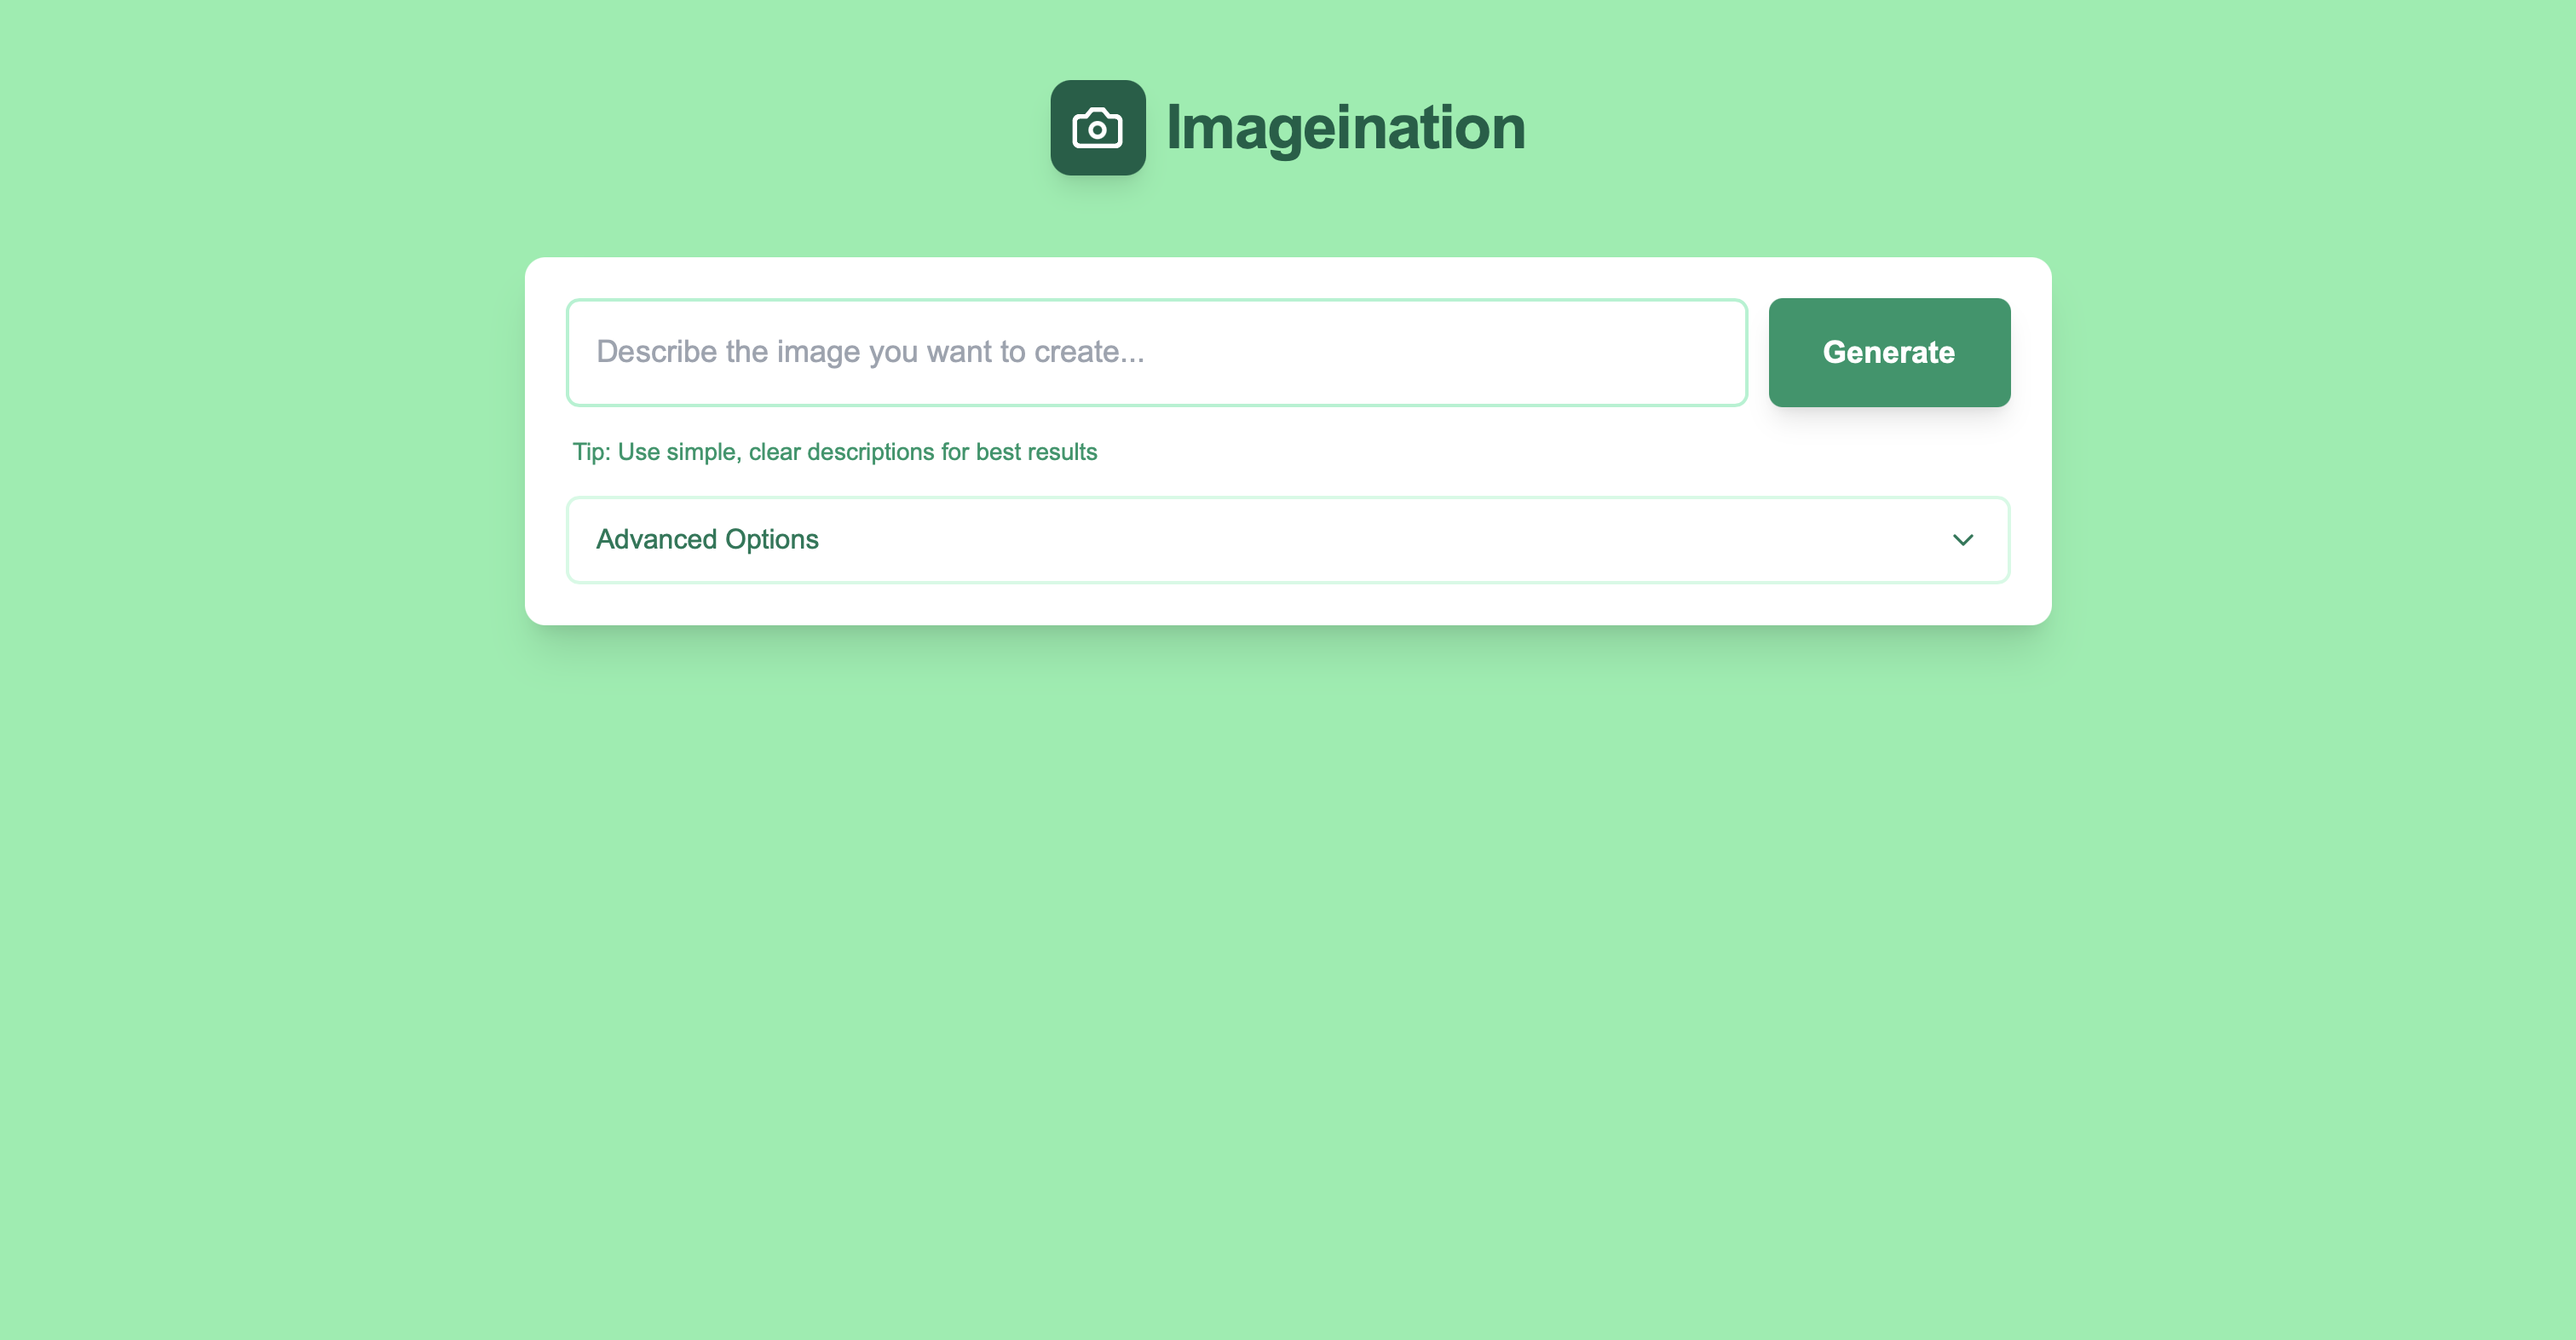 Imageination
Describe the image you want to create...
Generate
Tip: Use simple, clear descriptions for best results
Advanced Options